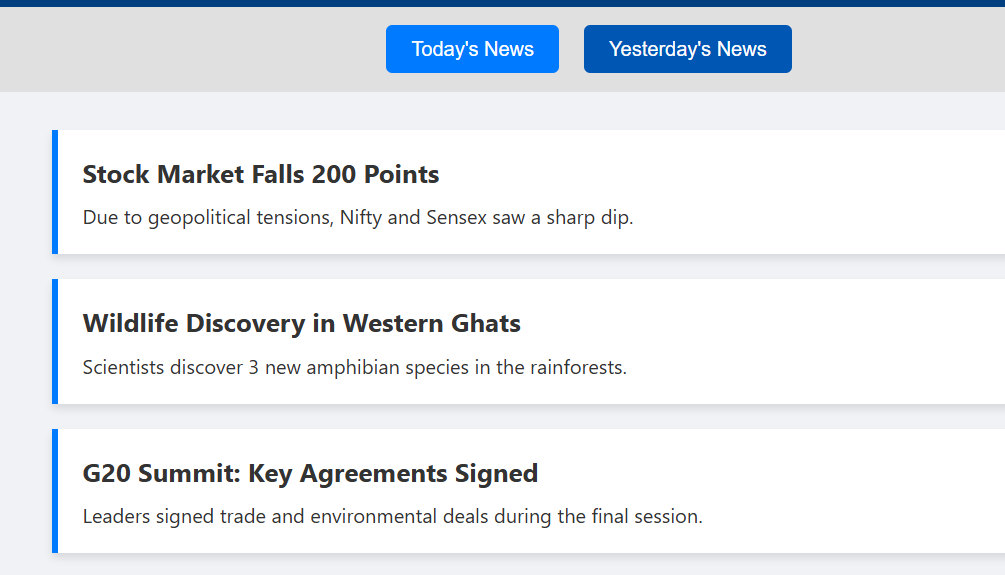 Today's News Yesterday's News
Stock Market Falls 200 Points
Due to geopolitical tensions, Nifty and Sensex saw a sharp dip.
Wildlife Discovery in Western Ghats
Scientists discover 3 new amphibian species in the rainforests.
G20 Summit: Key Agreements Signed
Leaders signed trade and environmental deals during the final session.